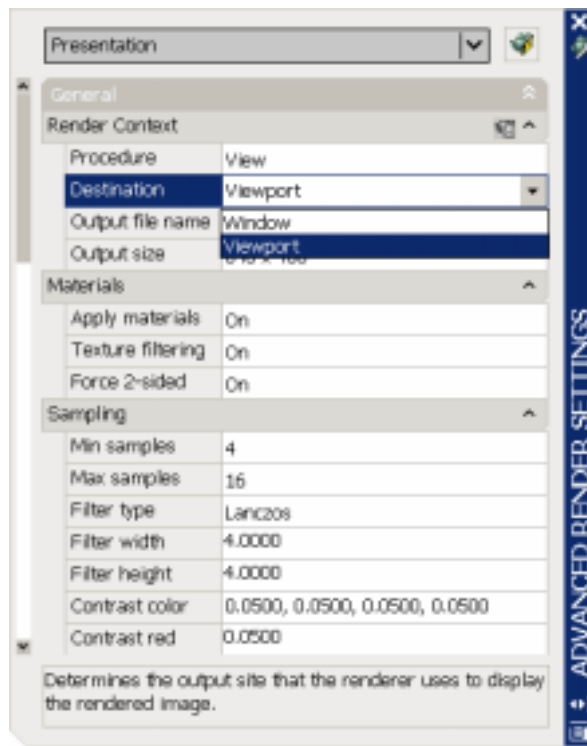 Presentation
General
Render Context
Procedure View
Destination Viewport
Output file name Window
Viewport
Output size
Materials
Apply materials On
Texture filtering On
Force 2-sided On
Sampling
Min samples 4
Max samples 16
Filter type Lanczos
Filter width 4.0000
Filter height 4.0000
Contrast color 0.0500, 0.0500, 0.0500, 0.0500
Contrast red 0.0500
Determines the output site that the renderer uses to display
the rendered image.
ADVANCED RENDER SETTINGS